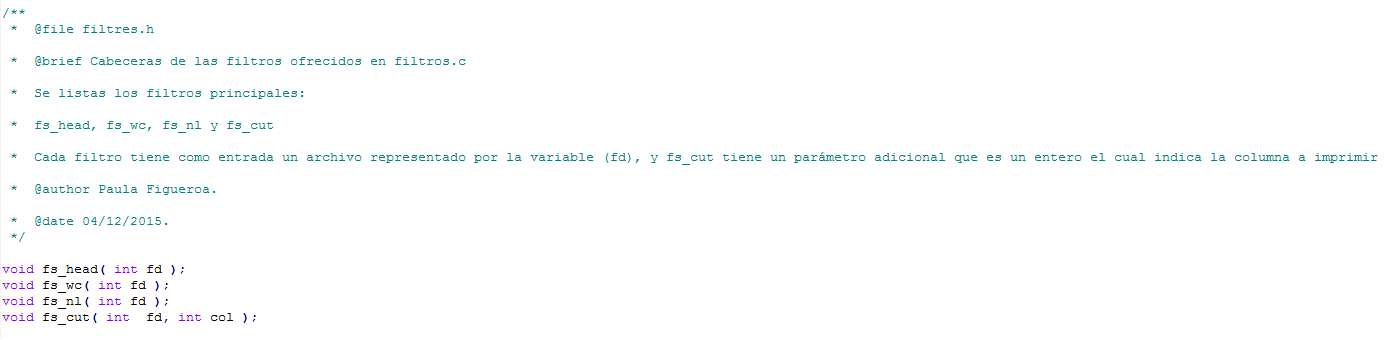 /**
 *  @file filtres.h
 *  @brief Cabeceras de las filtros ofrecidos en filtros.c
 *  Se listas los filtros principales:
 *  fs_head, fs_wc, fs_nl y fs_cut
 *  Cada filtro tiene como entrada un archivo representado por la variable (fd), y fs_cut tiene un parámetro adicional que es un entero el cual indica la columna a imprimir
 *  @author Paula Figueroa.
 *  @date 04/12/2015.
 */
void fs_head( int fd );
void fs_wc( int fd );
void fs_nl( int fd );
void fs_cut( int  fd, int col );